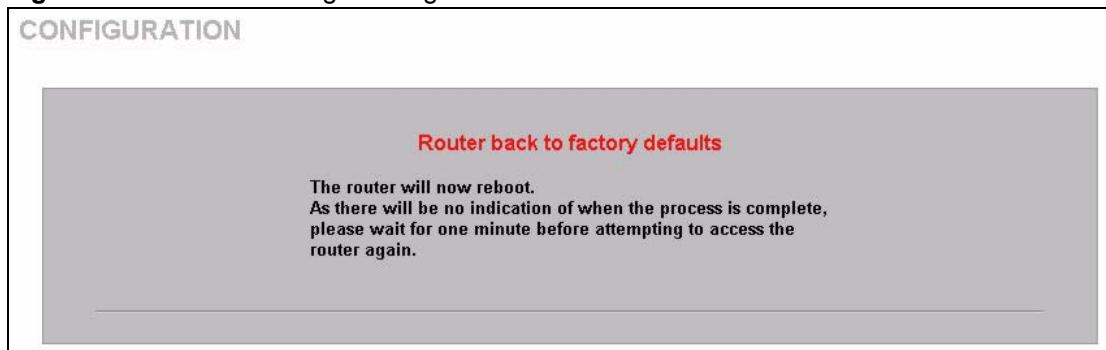 CONFIGURATION
Router back to factory defaults
The router will now reboot.
As there will be no indication of when the process is complete,
please wait for one minute before attempting to access the
router again.